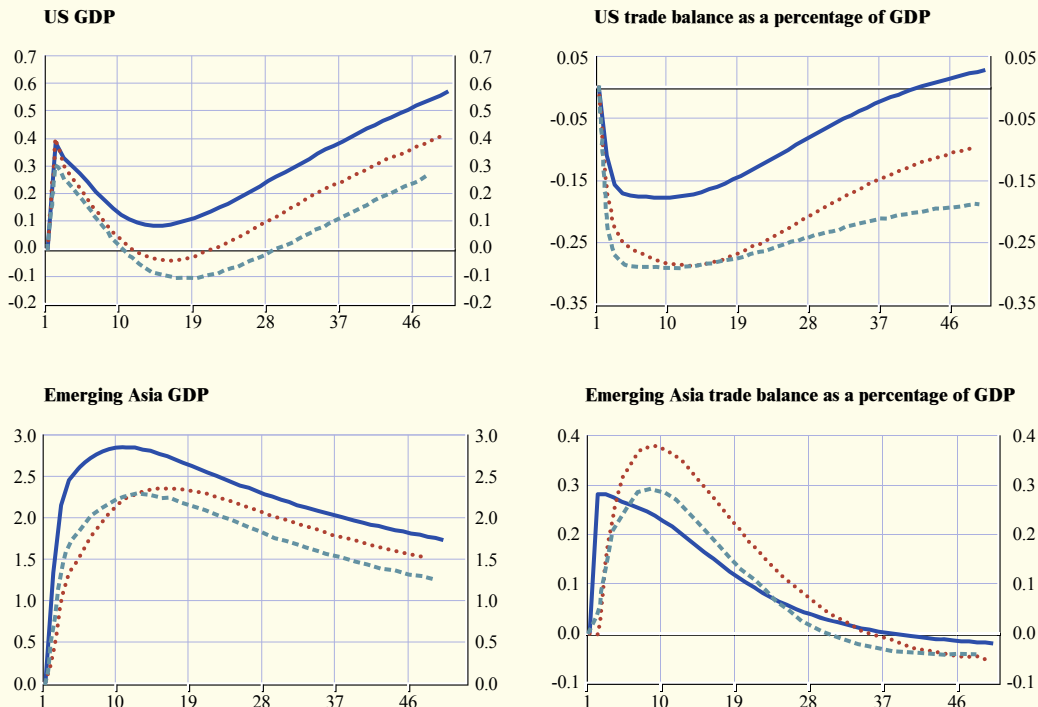 US GDP
US trade balance as a percentage of GDP
0.7 0.7 0.05 0.05
0.6 0.6
0.5 0.5 -0.05 -0.05
0.4 0.4
0.3 0.3 -0.15 -0.15
0.2 0.2
0.1 0.1 -0.25 -0.25
0.0 0.0
-0.1 -0.1
-0.2 -0.2 -0.35 -0.35
1 10 19 28 37 46 1 10 19 28 37 46
Emerging Asia GDP
Emerging Asia trade balance as a percentage of GDP
3.0 3.0 0.4 0.4
2.5 2.5 0.3 0.3
2.0 2.0 0.2 0.2
1.5 1.5
1.0 1.0 0.1 0.1
0.5 0.5 0.0 0.0
0.0 0.0 -0.1 -0.1
1 10 19 28 37 46 1 10 19 28 37 46